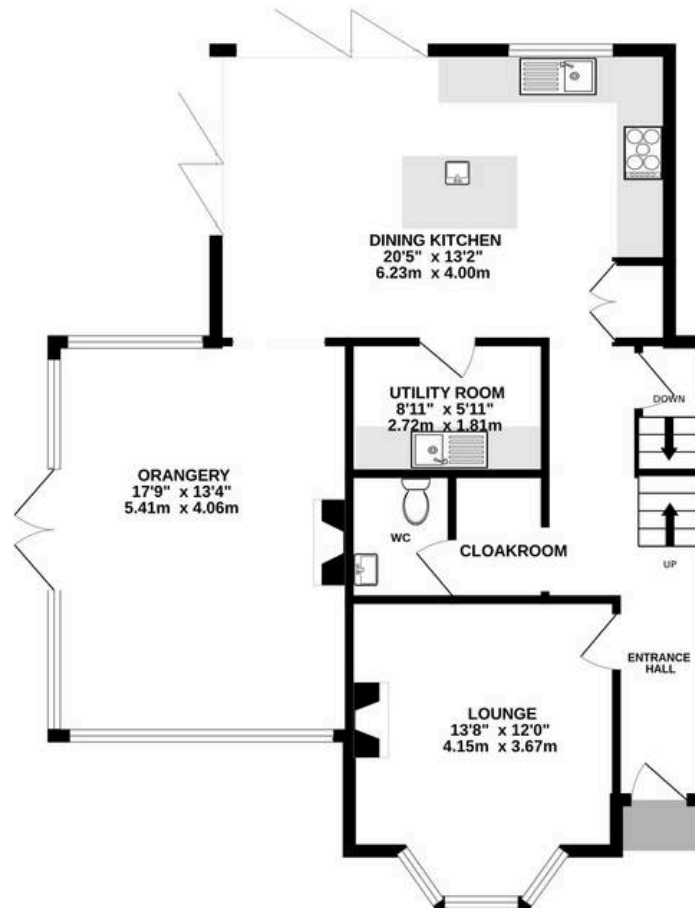 DINING KITCHEN
20'5" x 13'2"
6.23m x 4.00m
UTILITY ROOM
8'11" x 5'11"
2.72m x 1.81m
DOWN
ORANGERY
17'9" x 13'4"
5.41m x 4.06m
WC
CLOAKROOM
UP
ENTRANCE
HALL
LOUNGE
13'8" x 12'0"
4.15m x 3.67m